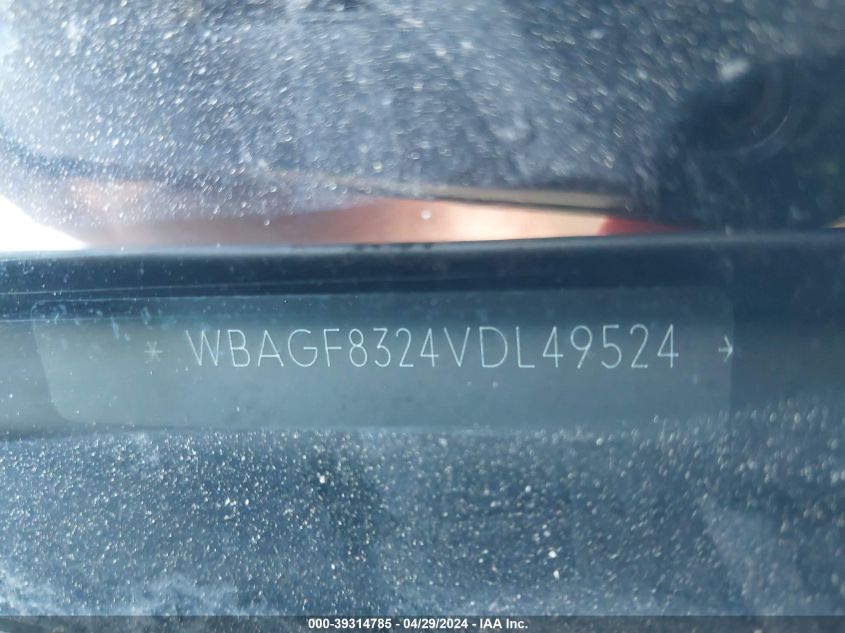 * WBAGF8324VDL49524 →
000-39314785 - 04/29/2024 - IAA Inc.